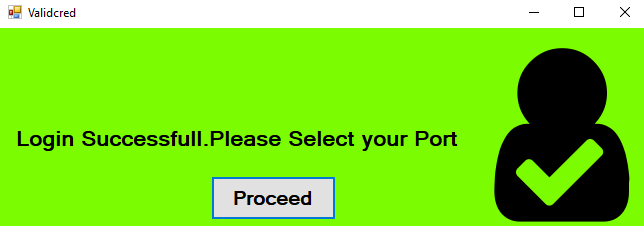 Validcred
Login Successfull.Please Select your Port
Proceed